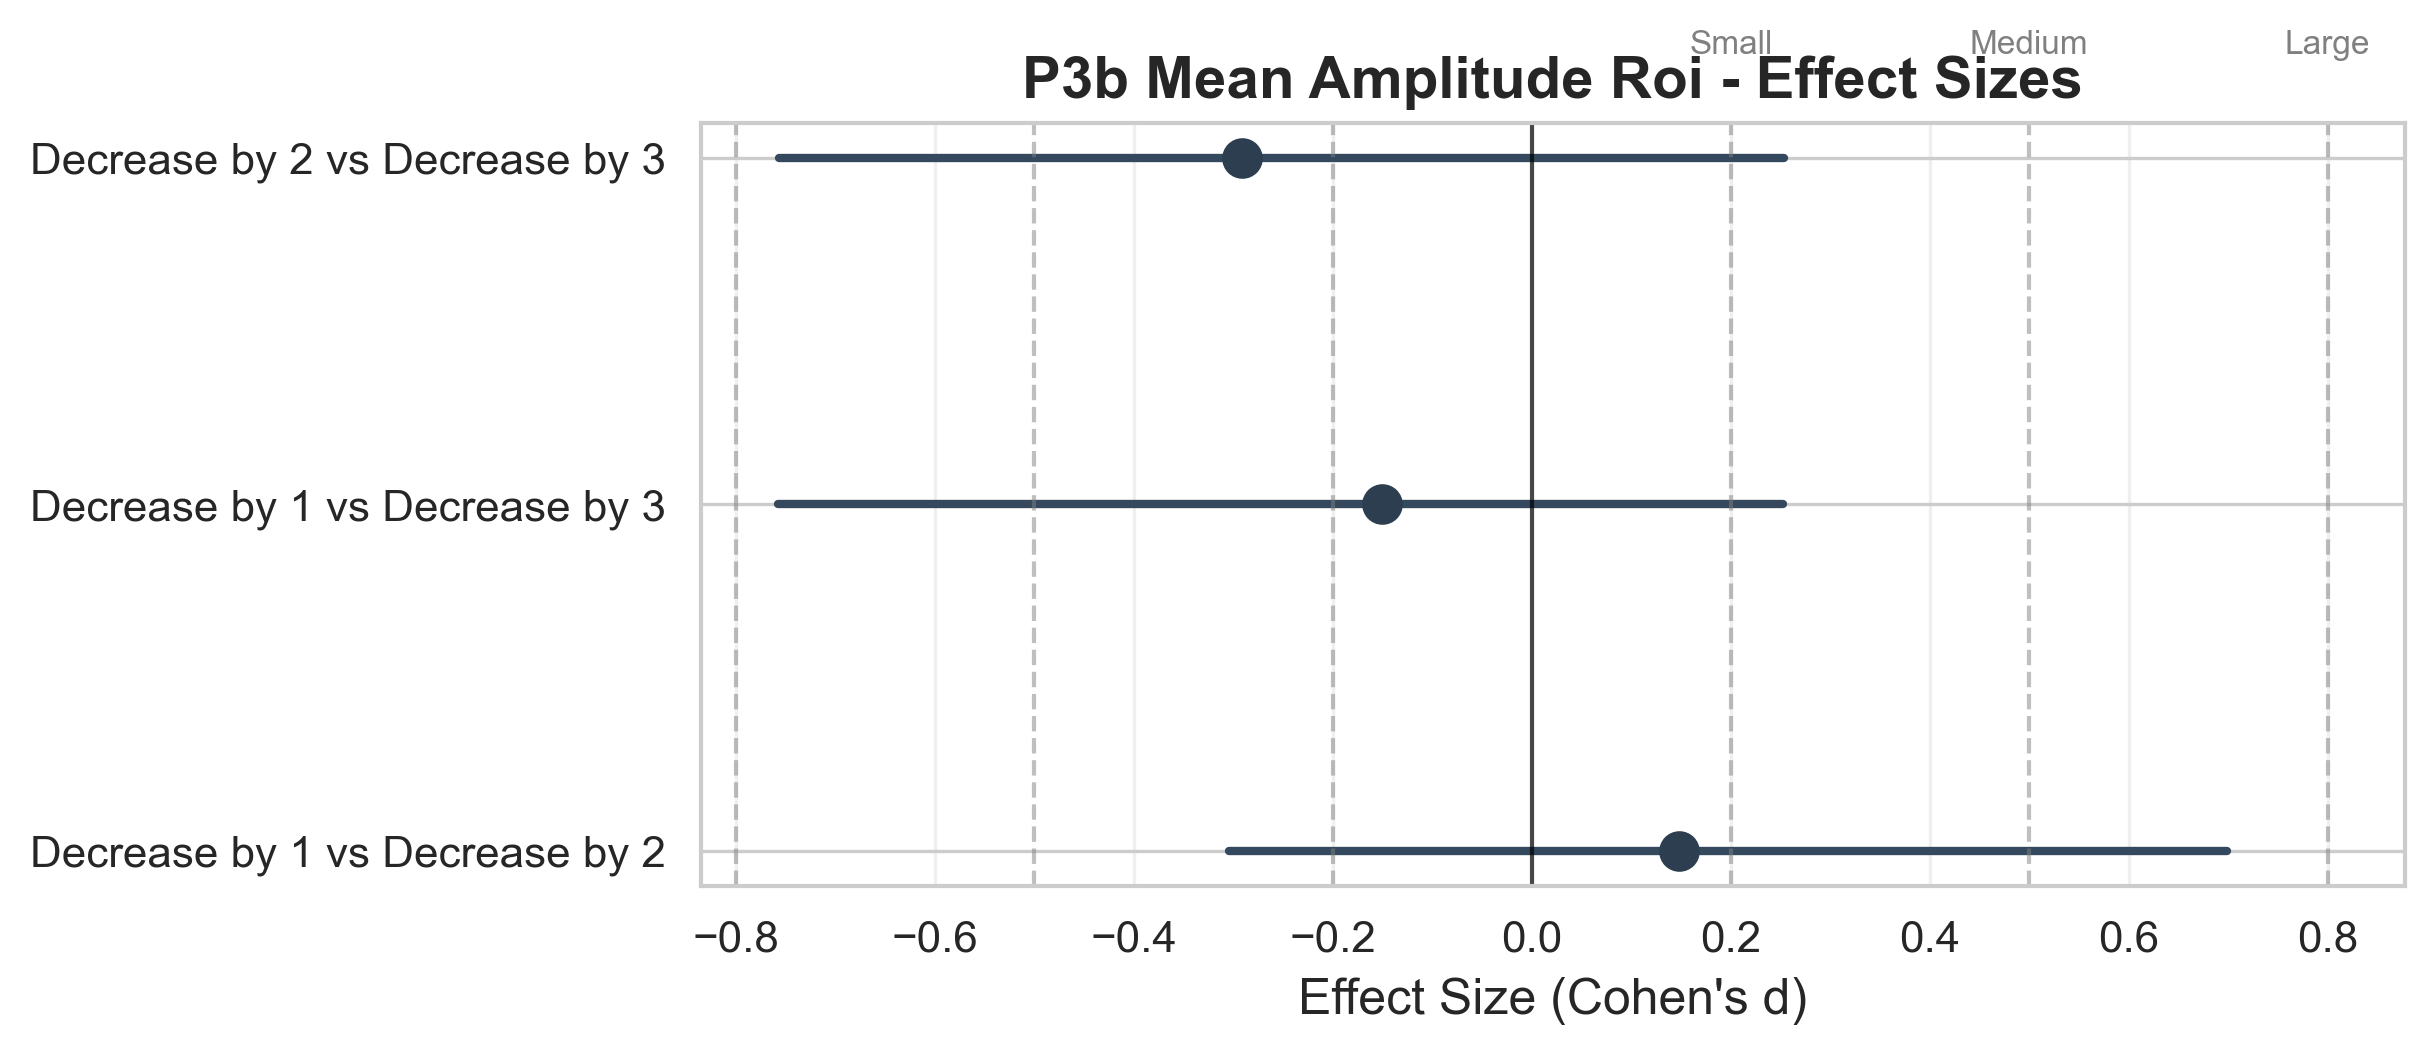 Small Medium Large
P3b Mean Amplitude Roi - Effect Sizes
Decrease by 2 vs Decrease by 3
Decrease by 1 vs Decrease by 3
Decrease by 1 vs Decrease by 2
−0.8 −0.6 −0.4 −0.2 0.0 0.2 0.4 0.6 0.8
Effect Size (Cohen's d)